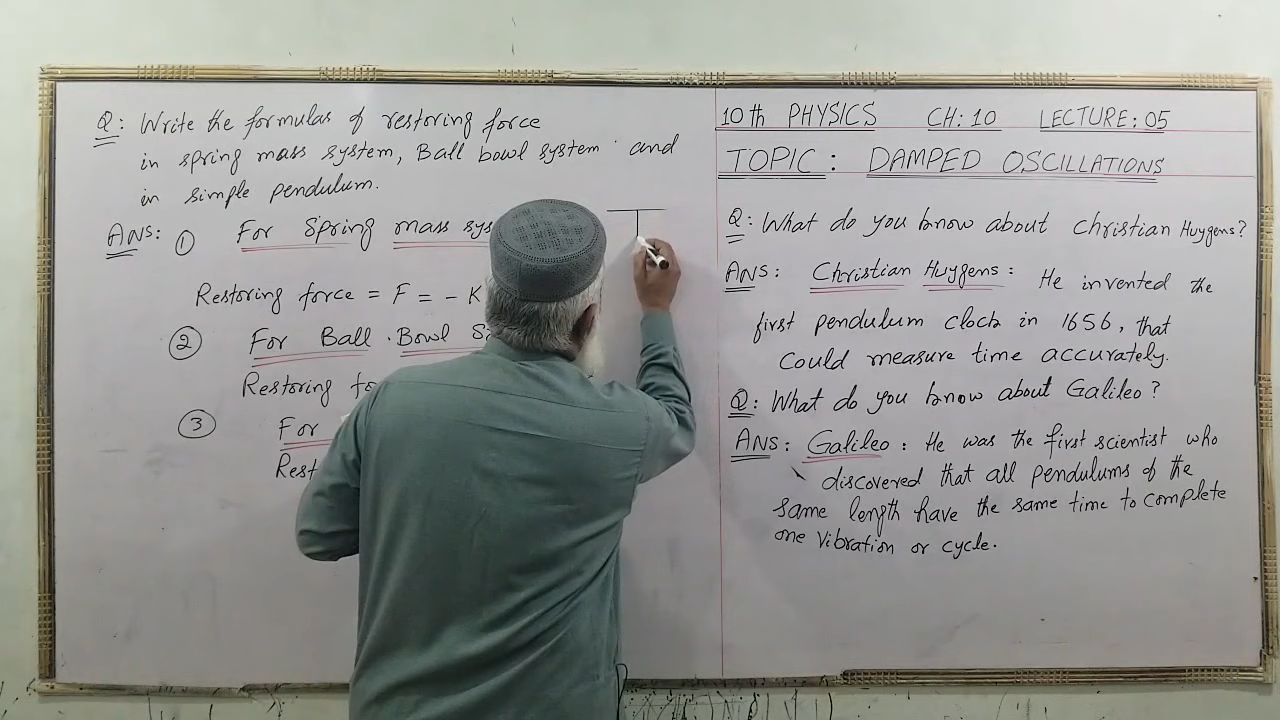 Q: Write the formulas of restoring force
in spring mass system, Ball bowl system and
in simple pendulum.
ANS: 1 For Spring mass sys
Restoring force = F = - K
2 For Ball Bowl
Restoring fo
3 For
Rest
10th PHYSICS CH: 10 LECTURE: 05
TOPIC: DAMPED OSCILLATIONS
Q: What do you know about Christian Huygens?
ANS: Christian Huygens: He invented the
first pendulum clock in 1656, that
could measure time accurately.
Q: What do you know about Galileo?
ANS: Galileo: He was the first scientist who
discovered that all pendulums of the
same length have the same time to complete
one Vibration or cycle.